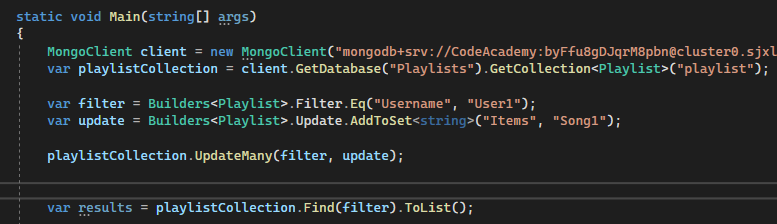 static void Main(string[] args)
{
MongoClient client = new MongoClient("mongodb+srv://CodeAcademy:byFfu8gDJqrM8pbn@cluster0.sjxl
var playlistCollection = client.GetDatabase("Playlists").GetCollection<Playlist>("playlist");
var filter = Builders<Playlist>.Filter.Eq("Username", "User1");
var update = Builders<Playlist>.Update.AddToSet<string>("Items", "Song1");
playlistCollection.UpdateMany(filter, update);
var results = playlistCollection.Find(filter).ToList();